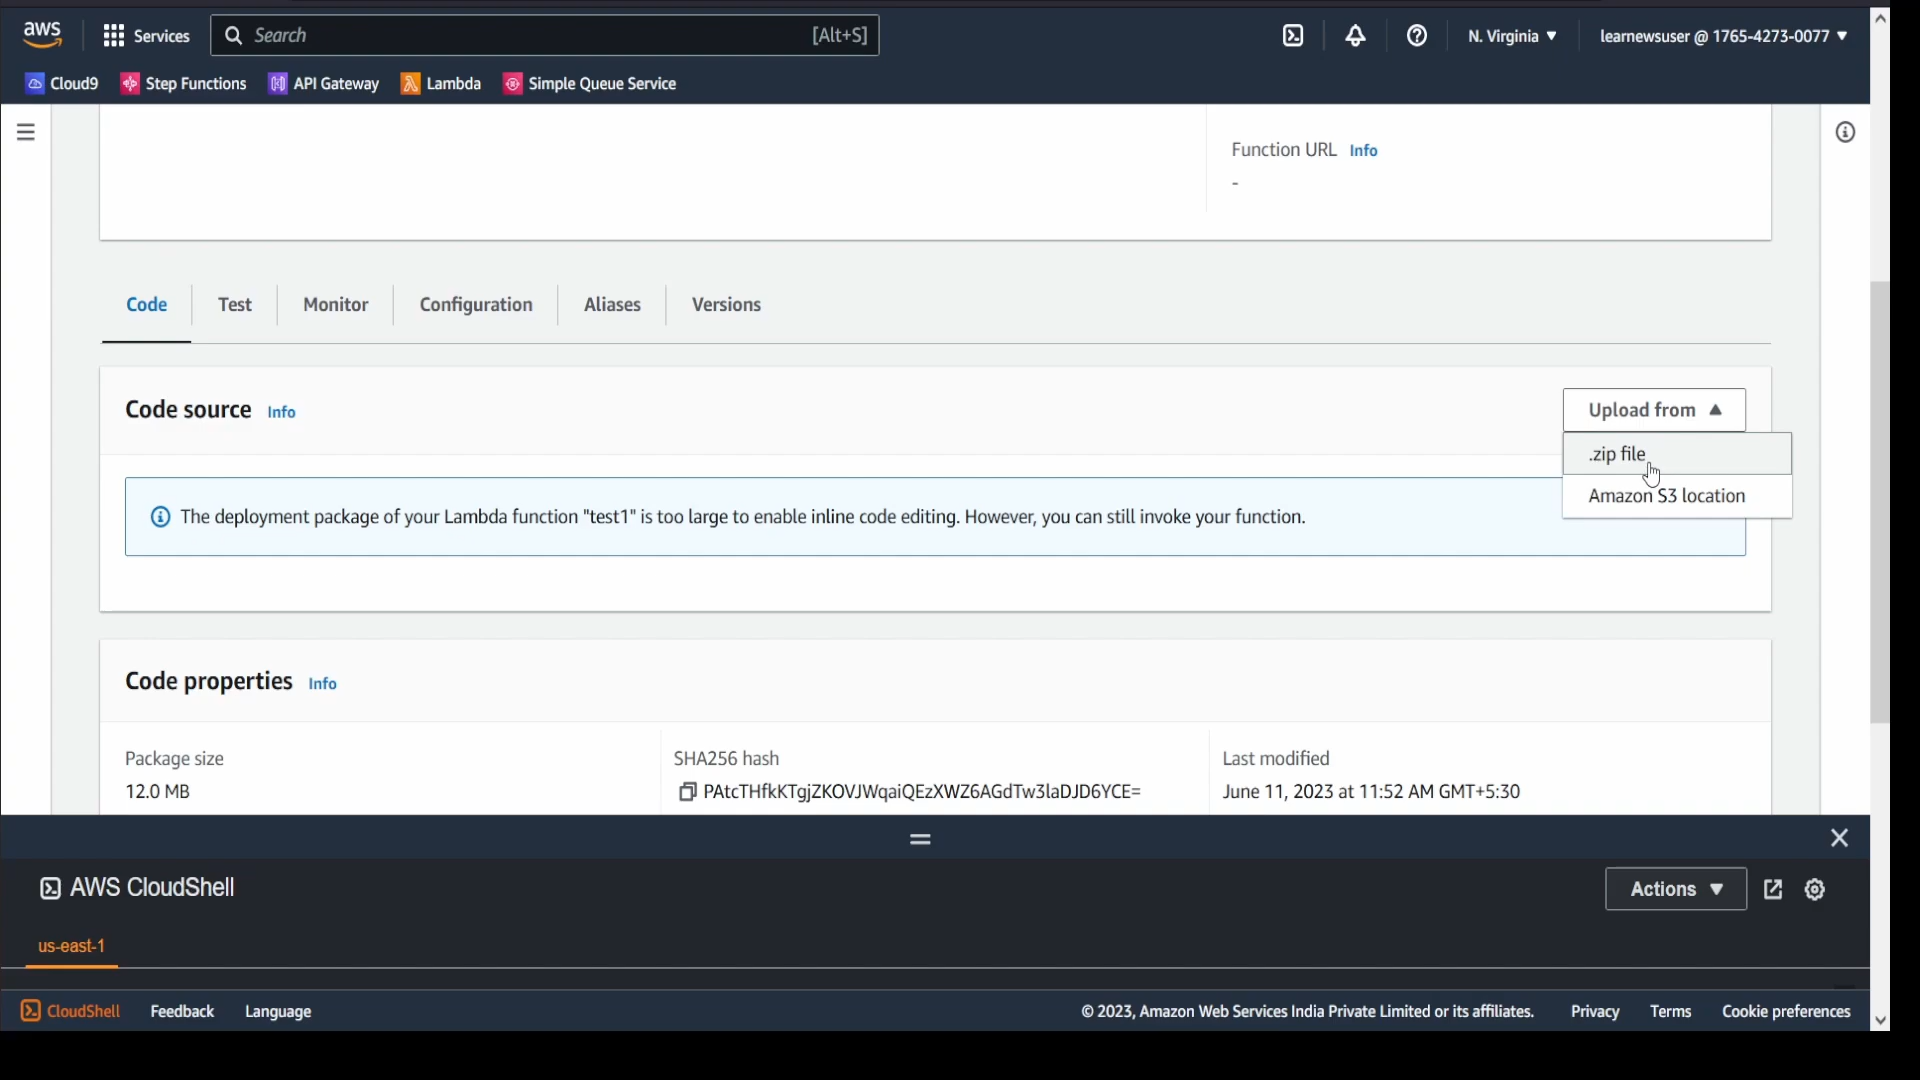 aws Services Search [Alt+S] N. Virginia ▼ learnewsuser @ 1765-4273-0077 ▼
Cloud9 Step Functions API Gateway Lambda Simple Queue Service
Function URL Info
-
Code Test Monitor Configuration Aliases Versions
Code source Info Upload from ▲
.zip file
Amazon S3 location
The deployment package of your Lambda function "test1" is too large to enable inline code editing. However, you can still invoke your function.
Code properties Info
Package size SHA256 hash Last modified
12.0 MB PAtcTHfkKTgjZKOVJWqaiQEzXWZ6AGdTw3laDJD6YCE= June 11, 2023 at 11:52 AM GMT+5:30
AWS CloudShell Actions ▼
us-east-1
CloudShell Feedback Language © 2023, Amazon Web Services India Private Limited or its affiliates. Privacy Terms Cookie preferences